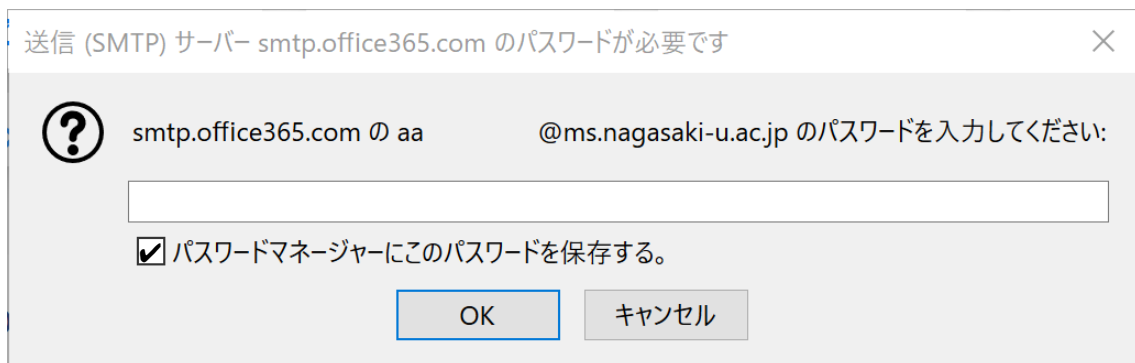 送信 (SMTP) サーバー smtp.office365.com のパスワードが必要です
smtp.office365.com の aa @ms.nagasaki-u.ac.jp のパスワードを入力してください:
パスワードマネージャーにこのパスワードを保存する。
OK
キャンセル